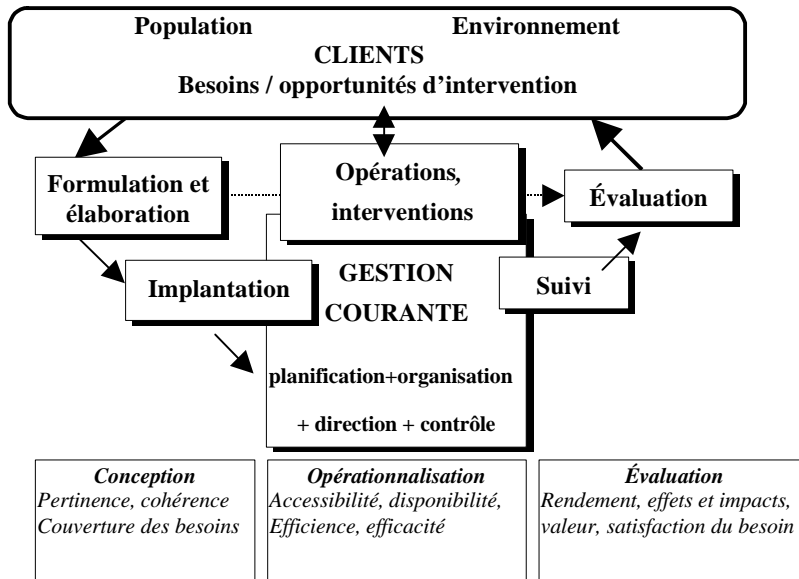 Population Environnement
CLIENTS
Besoins / opportunités d’intervention
Formulation et
élaboration
Opérations,
interventions
Évaluation
Implantation
GESTION
COURANTE
Suivi
planification+organisation
+ direction + contrôle
Conception
Pertinence, cohérence
Couverture des besoins
Opérationnalisation
Accessibilité, disponibilité,
Efficience, efficacité
Évaluation
Rendement, effets et impacts,
valeur, satisfaction du besoin